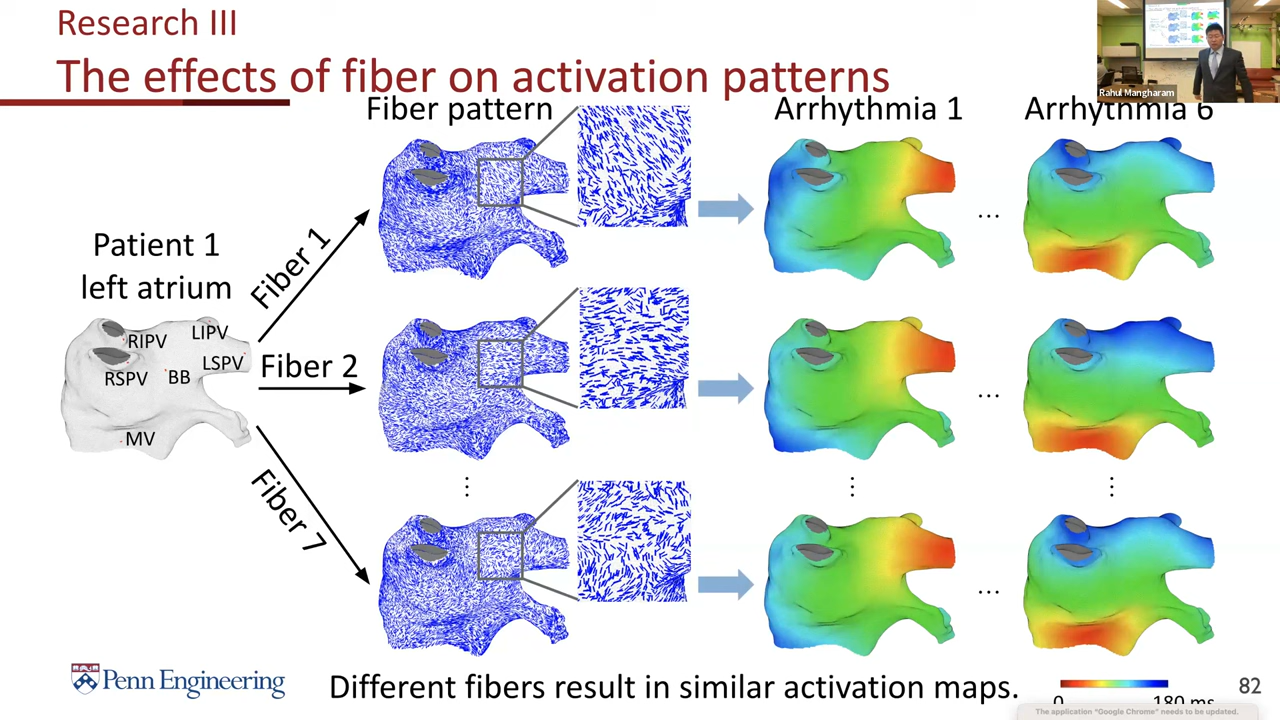 Research III
The effects of fiber on activation patterns
Rahul Mangharam
Fiber pattern
Arrhythmia 1
Arrhythmia 6
Patient 1
left atrium
RIPV
LIPV
LSPV
RSPV
BB
MV
Fiber 1
Fiber 2
Fiber 7
...
...
...
...
...
...
Penn Engineering
Different fibers result in similar activation maps.
0
180 ms
82
The application "Google Chrome" needs to be updated.